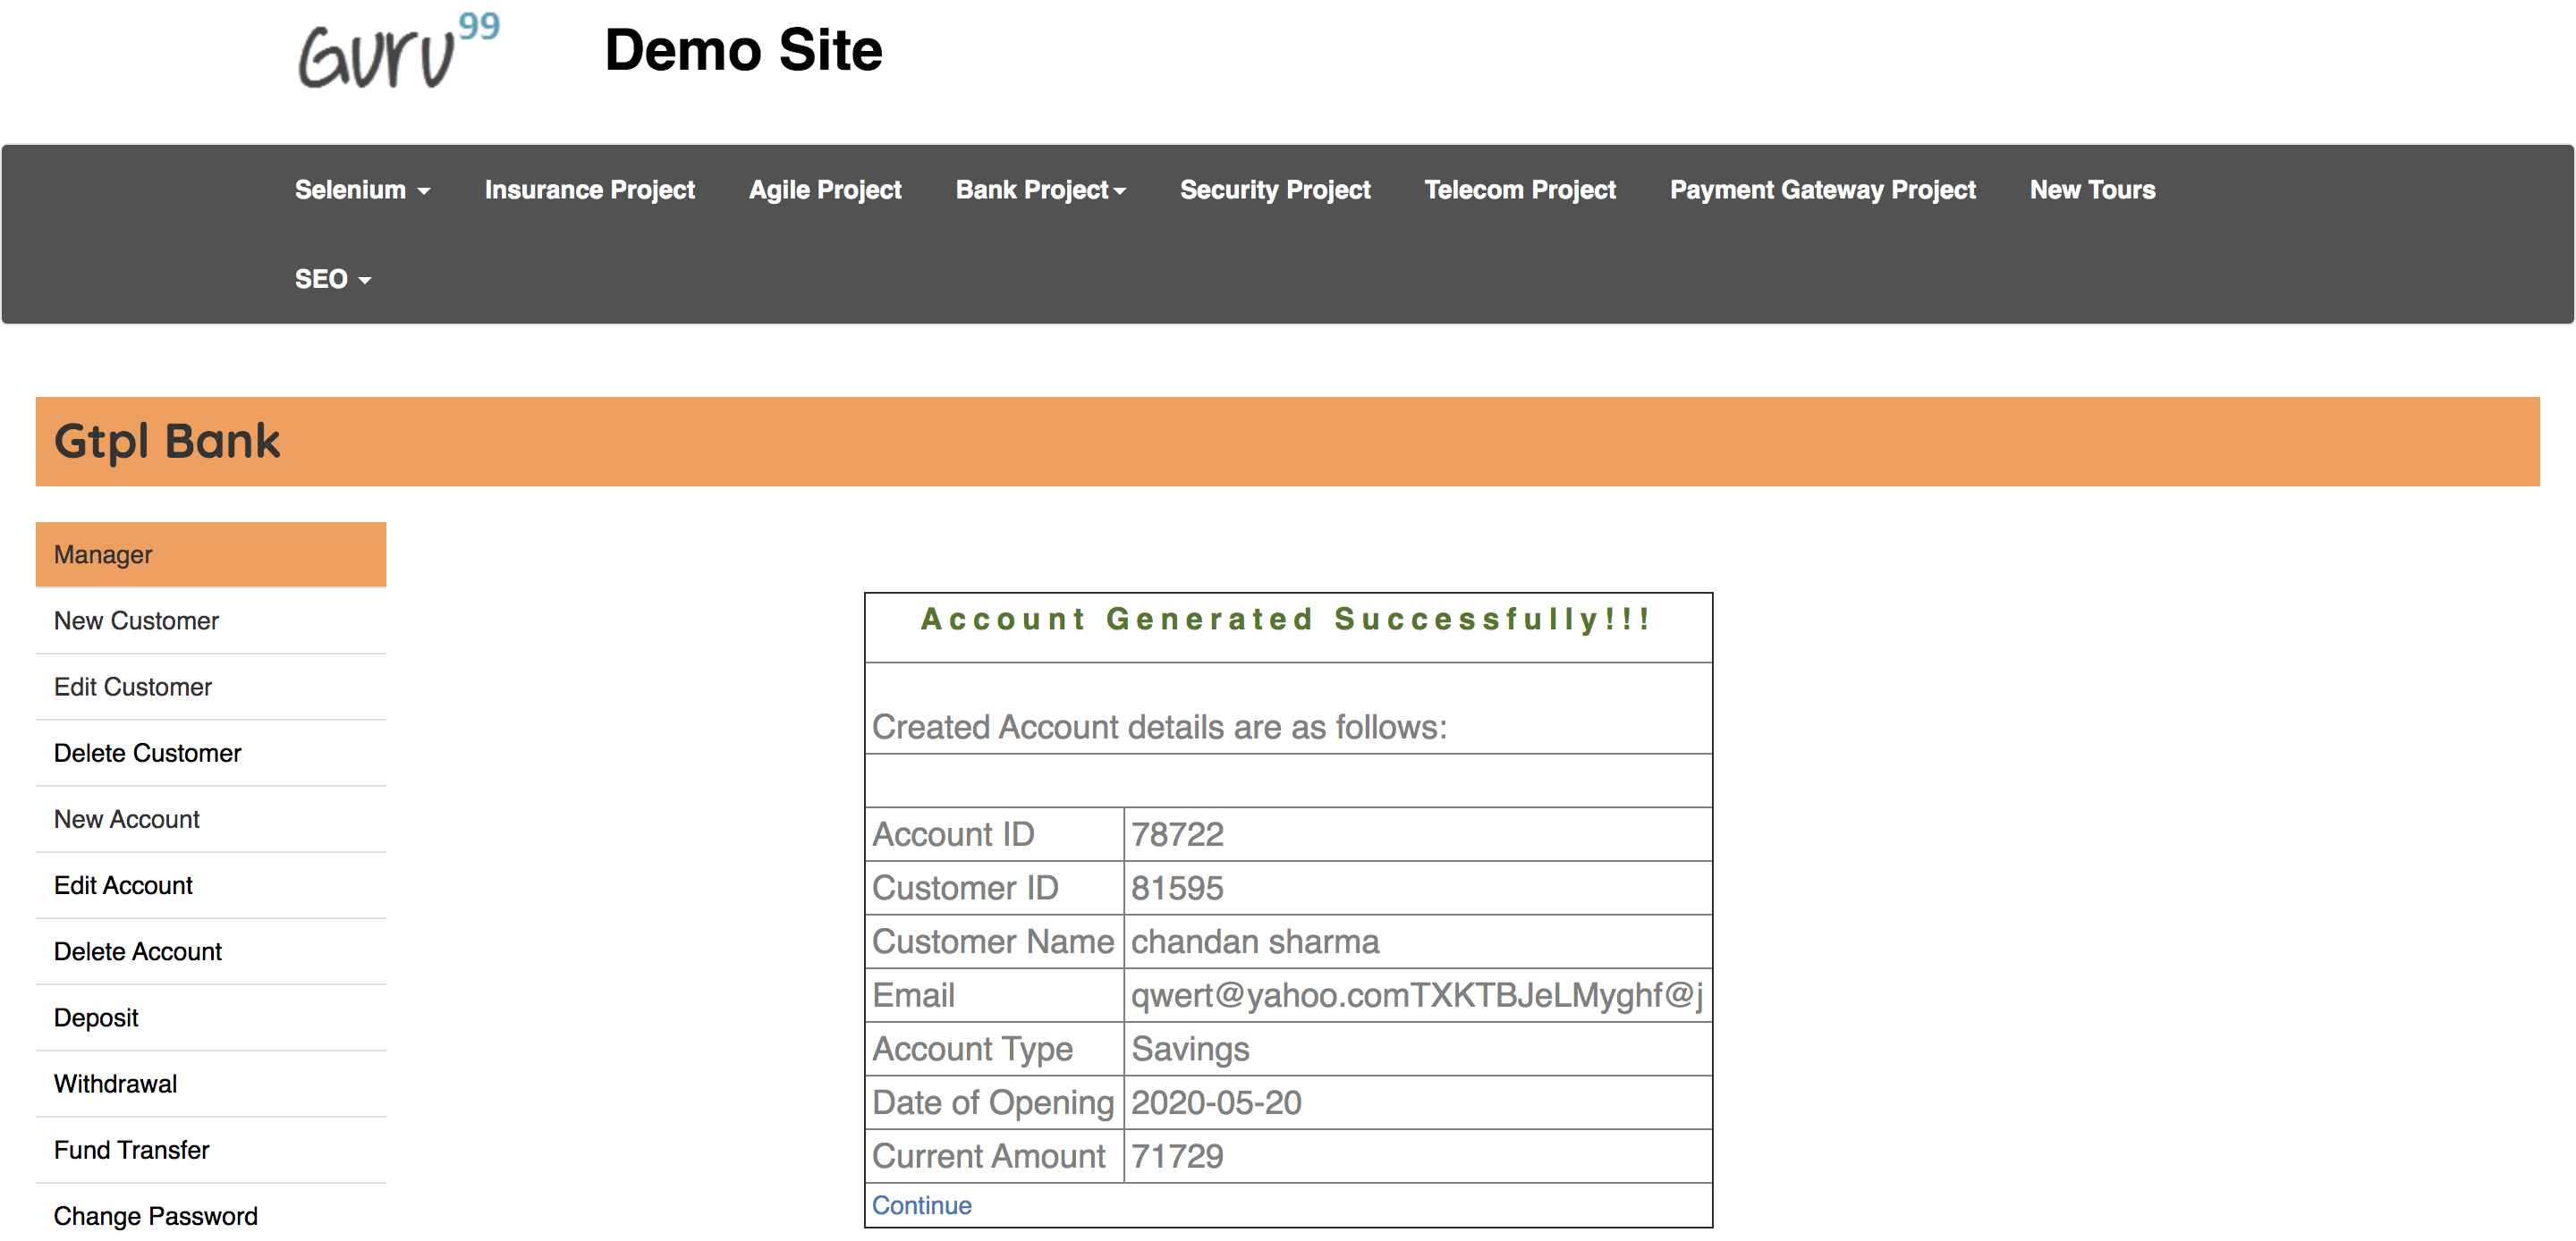 Guru99 Demo Site
Selenium Insurance Project Agile Project Bank Project Security Project Telecom Project Payment Gateway Project New Tours
SEO
Gtpl Bank
Manager
New Customer
Edit Customer
Delete Customer
New Account
Edit Account
Delete Account
Deposit
Withdrawal
Fund Transfer
Change Password
Account Generated Successfully!!!
Created Account details are as follows:
Account ID 78722
Customer ID 81595
Customer Name chandan sharma
Email qwert@yahoo.comTXKTBJeLMyghf@j
Account Type Savings
Date of Opening 2020-05-20
Current Amount 71729
Continue